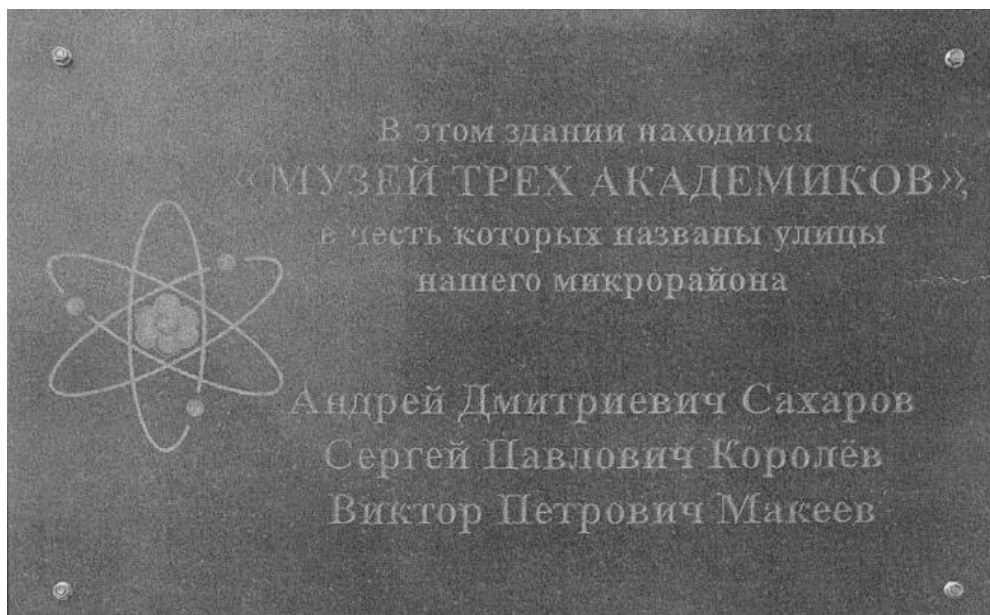 В этом здании находится
«МУЗЕЙ ТРЕХ АКАДЕМИКОВ»,
в честь которых названы улицы
нашего микрорайона
Андрей Дмитриевич Сахаров
Сергей Павлович Королёв
Виктор Петрович Макеев